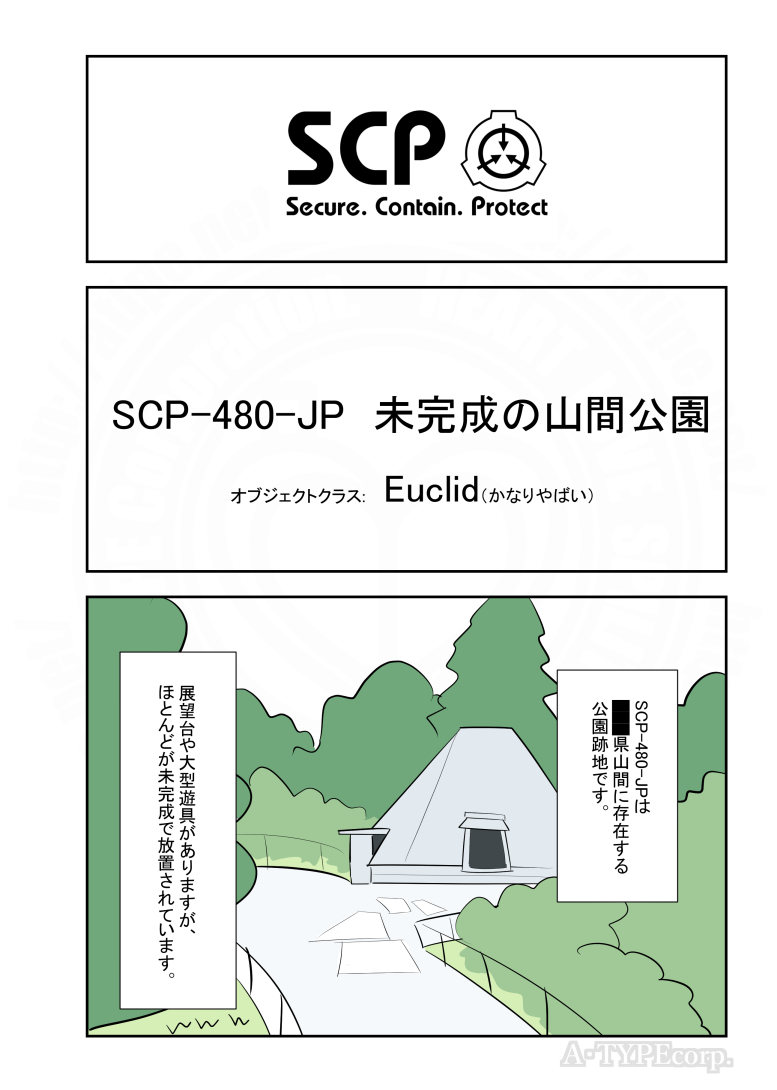 SCP
Secure. Contain. Protect
SCP-480-JP 未完成の山間公園
オブジェクトクラス: Euclid(かなりやばい)
SCP-480-JPは
■■■県山間に存在する
公園跡地です。
展望台や大型遊具がありますが、
ほとんどが未完成で放置されています。
A-TYPEcorp.